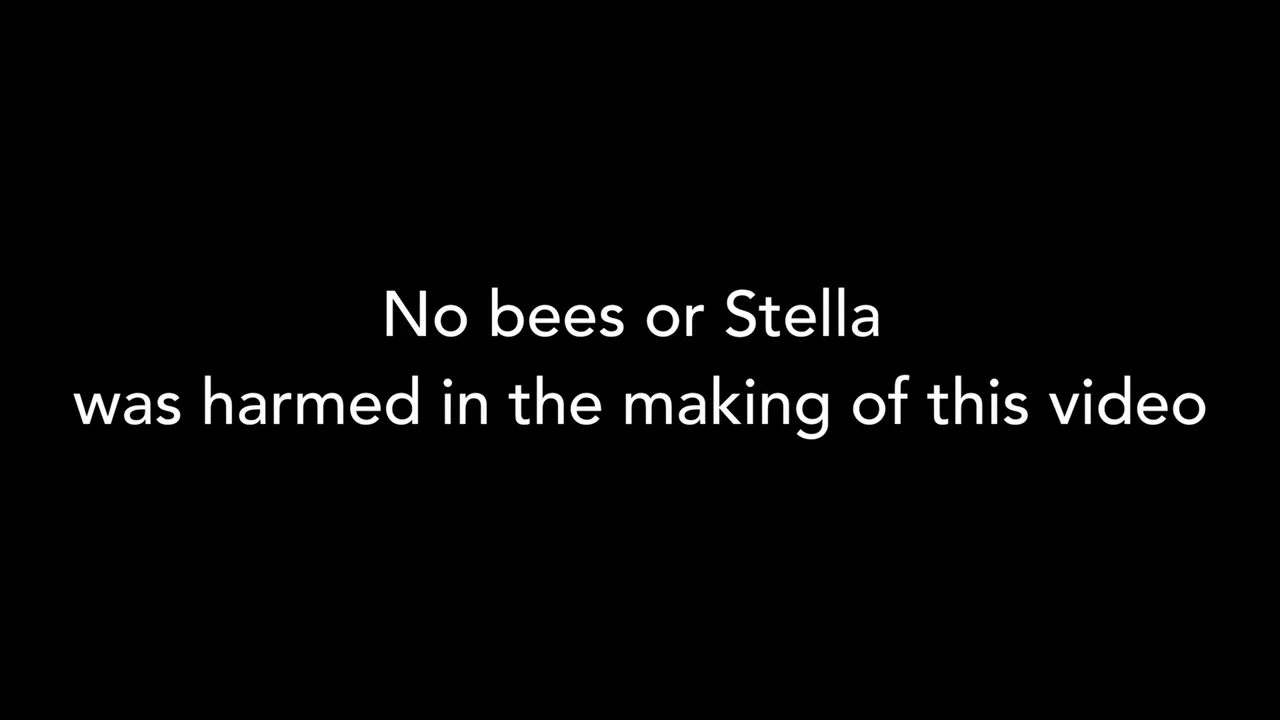 No bees or Stella
was harmed in the making of this video